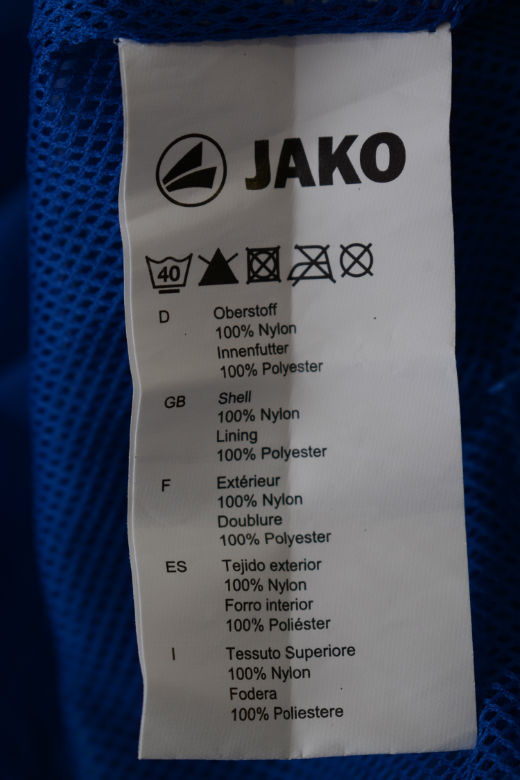 JAKO
40
D Oberstoff
100% Nylon
Innenfutter
100% Polyester
GB Shell
100% Nylon
Lining
100% Polyester
F Extérieur
100% Nylon
Doublure
100% Polyester
ES Tejido exterior
100% Nylon
Forro interior
100% Poliéster
I Tessuto Superiore
100% Nylon
Fodera
100% Poliestere